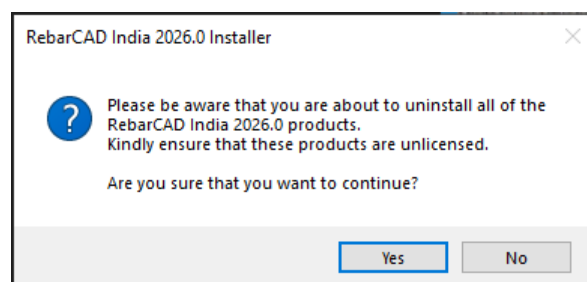 RebarCAD India 2026.0 Installer
Please be aware that you are about to uninstall all of the
RebarCAD India 2026.0 products.
Kindly ensure that these products are unlicensed.
Are you sure that you want to continue?
Yes
No